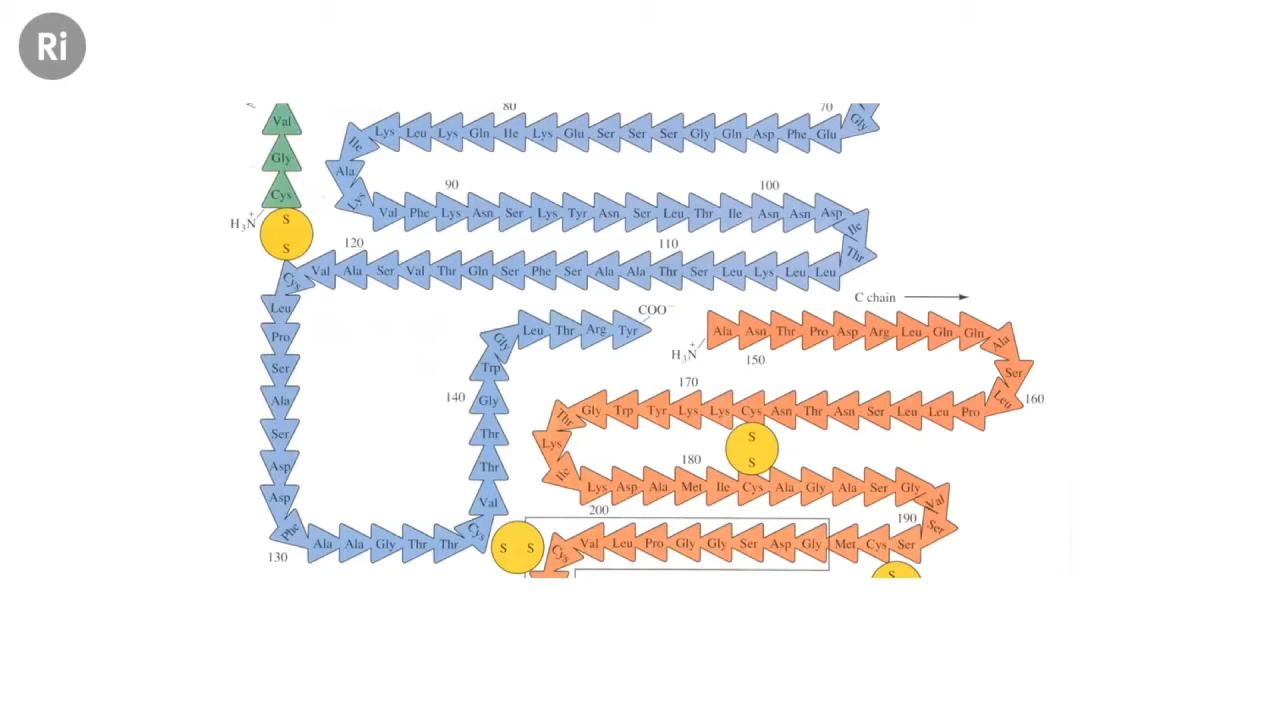 Ri
80 70
Val Ile Lys Leu Lys Gln Ile Lys Glu Ser Ser Ser Gly Gln Asp Phe Glu Gly
Gly
Ala
90 100
Cys Lys Val Phe Lys Asn Ser Lys Tyr Asn Ser Leu Thr Ile Asn Asn Asp Ile
H3N+ S
S
120 110
Cys Val Ala Ser Val Thr Gln Ser Phe Ser Ala Ala Thr Ser Leu Lys Leu Leu Thr
C chain
Leu COO−
Pro Gly Leu Thr Arg Tyr Ala Asn Thr Pro Asp Arg Leu Gln Gln Ala
H3N+ 150
Ser Trp Ser
170
140 160
Ala Gly Thr Gly Trp Tyr Lys Lys Cys Asn Thr Asn Ser Leu Leu Pro Leu
Ser Thr Lys S
S
180
Asp Thr Ile Lys Asp Ala Met Ile Cys Ala Gly Ala Ser Gly Val
Asp Val
200 190
Phe Ala Ala Gly Thr Thr Cys S S Cys Val Leu Pro Gly Gly Ser Asp Gly Met Cys Ser Ser
130 S